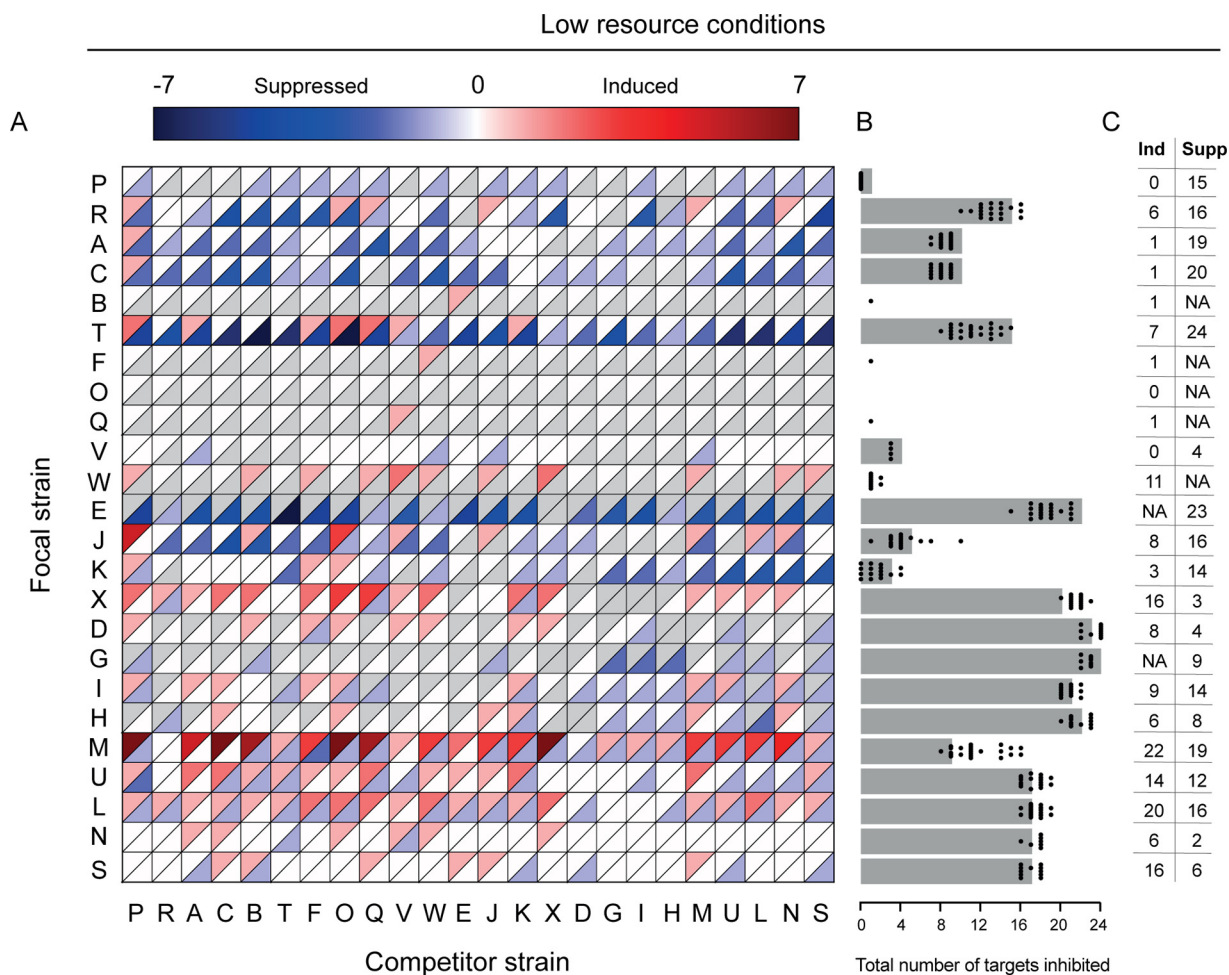 Low resource conditions
-7 Suppressed 0 Induced 7
A B C
Ind Supp
P 0 15
R 6 16
A 1 19
C 1 20
B 1 NA
T 7 24
F 1 NA
O 0 NA
Q 1 NA
V 0 4
W 11 NA
E NA 23
J 8 16
K 3 14
X 16 3
D 8 4
G NA 9
I 9 14
H 6 8
M 22 19
U 14 12
L 20 16
N 6 2
S 16 6
Focal strain
P R A C B T F O Q V W E J K X D G I H M U L N S
0 4 8 12 16 20 24
Competitor strain
Total number of targets inhibited